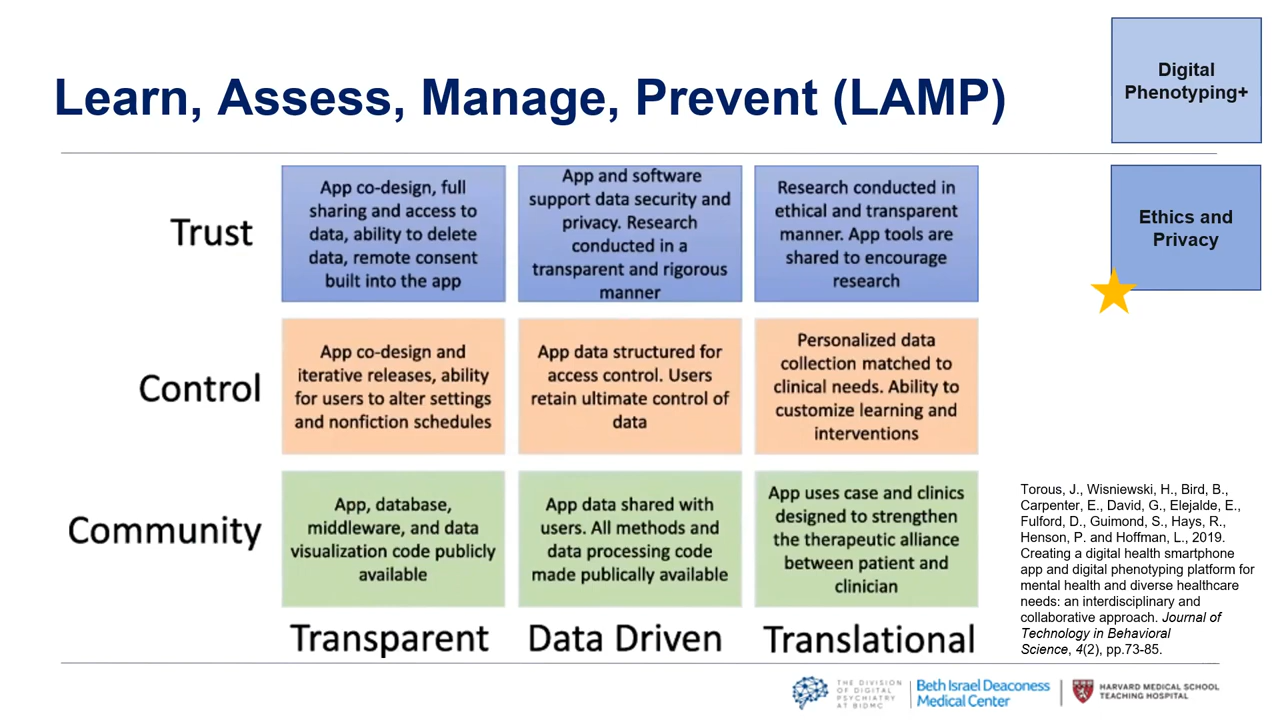 Learn, Assess, Manage, Prevent (LAMP)
Digital
Phenotyping+
Ethics and
Privacy
Trust
App co-design, full
sharing and access to
data, ability to delete
data, remote consent
built into the app
App and software
support data security and
privacy. Research
conducted in a
transparent and rigorous
manner
Research conducted in
ethical and transparent
manner. App tools are
shared to encourage
research
Control
App co-design and
iterative releases, ability
for users to alter settings
and nonfiction schedules
App data structured for
access control. Users
retain ultimate control of
data
Personalized data
collection matched to
clinical needs. Ability to
customize learning and
interventions
Community
App, database,
middleware, and data
visualization code publicly
available
App data shared with
users. All methods and
data processing code
made publically available
App uses case and clinics
designed to strengthen
the therapeutic alliance
between patient and
clinician
Transparent
Data Driven
Translational
Torous, J., Wisniewski, H., Bird, B.,
Carpenter, E., David, G., Elejalde, E.,
Fulford, D., Guimond, S., Hays, R.,
Henson, P. and Hoffman, L., 2019.
Creating a digital health smartphone
app and digital phenotyping platform for
mental health and diverse healthcare
needs: an interdisciplinary and
collaborative approach. Journal of
Technology in Behavioral
Science, 4(2), pp.73-85.
THE DIVISION
OF DIGITAL
PSYCHIATRY
AT BIDMC
Beth Israel Deaconess
Medical Center
HARVARD MEDICAL SCHOOL
TEACHING HOSPITAL